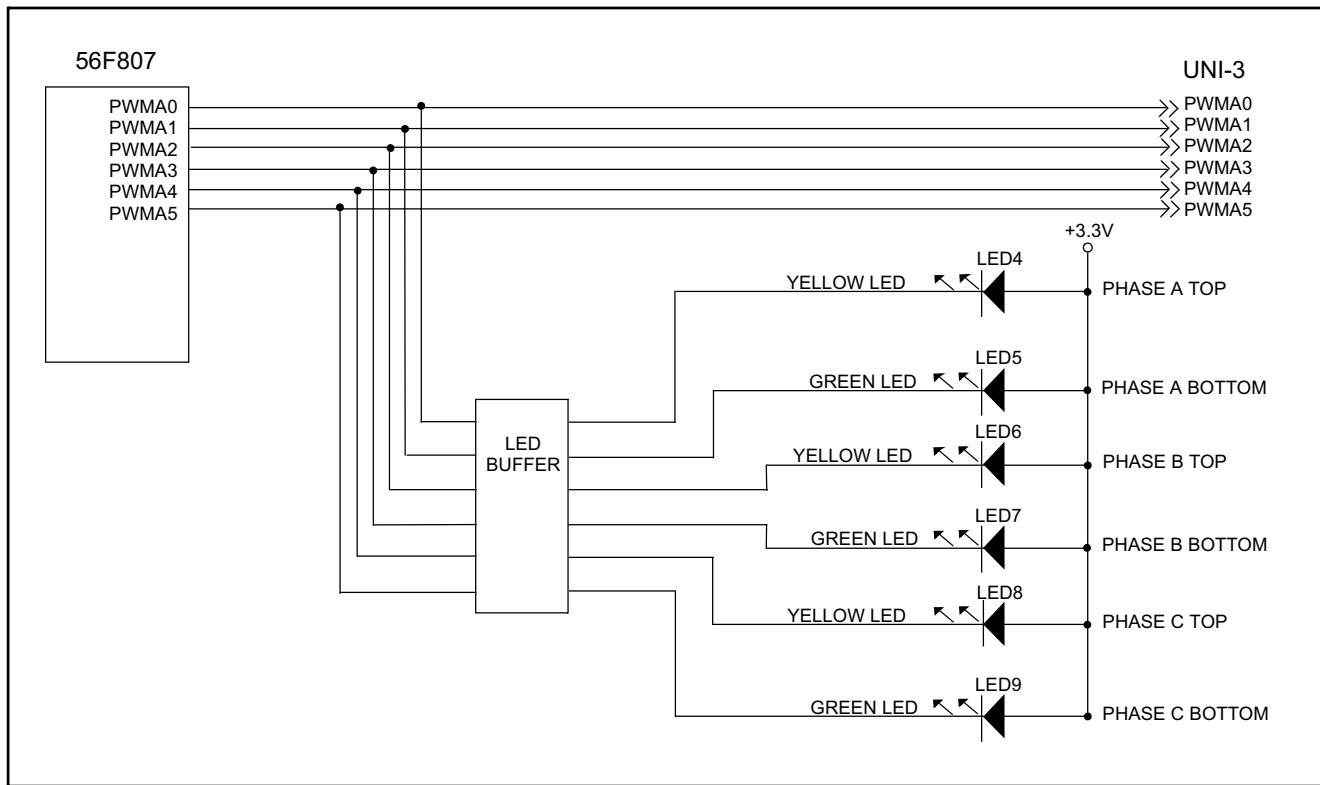 56F807
UNI-3
PWMA0
PWMA1
PWMA2
PWMA3
PWMA4
PWMA5
PWMA0
PWMA1
PWMA2
PWMA3
PWMA4
PWMA5
+3.3V
LED4
YELLOW LED
PHASE A TOP
LED5
GREEN LED
PHASE A BOTTOM
LED6
YELLOW LED
PHASE B TOP
LED
BUFFER
LED7
GREEN LED
PHASE B BOTTOM
LED8
YELLOW LED
PHASE C TOP
LED9
GREEN LED
PHASE C BOTTOM